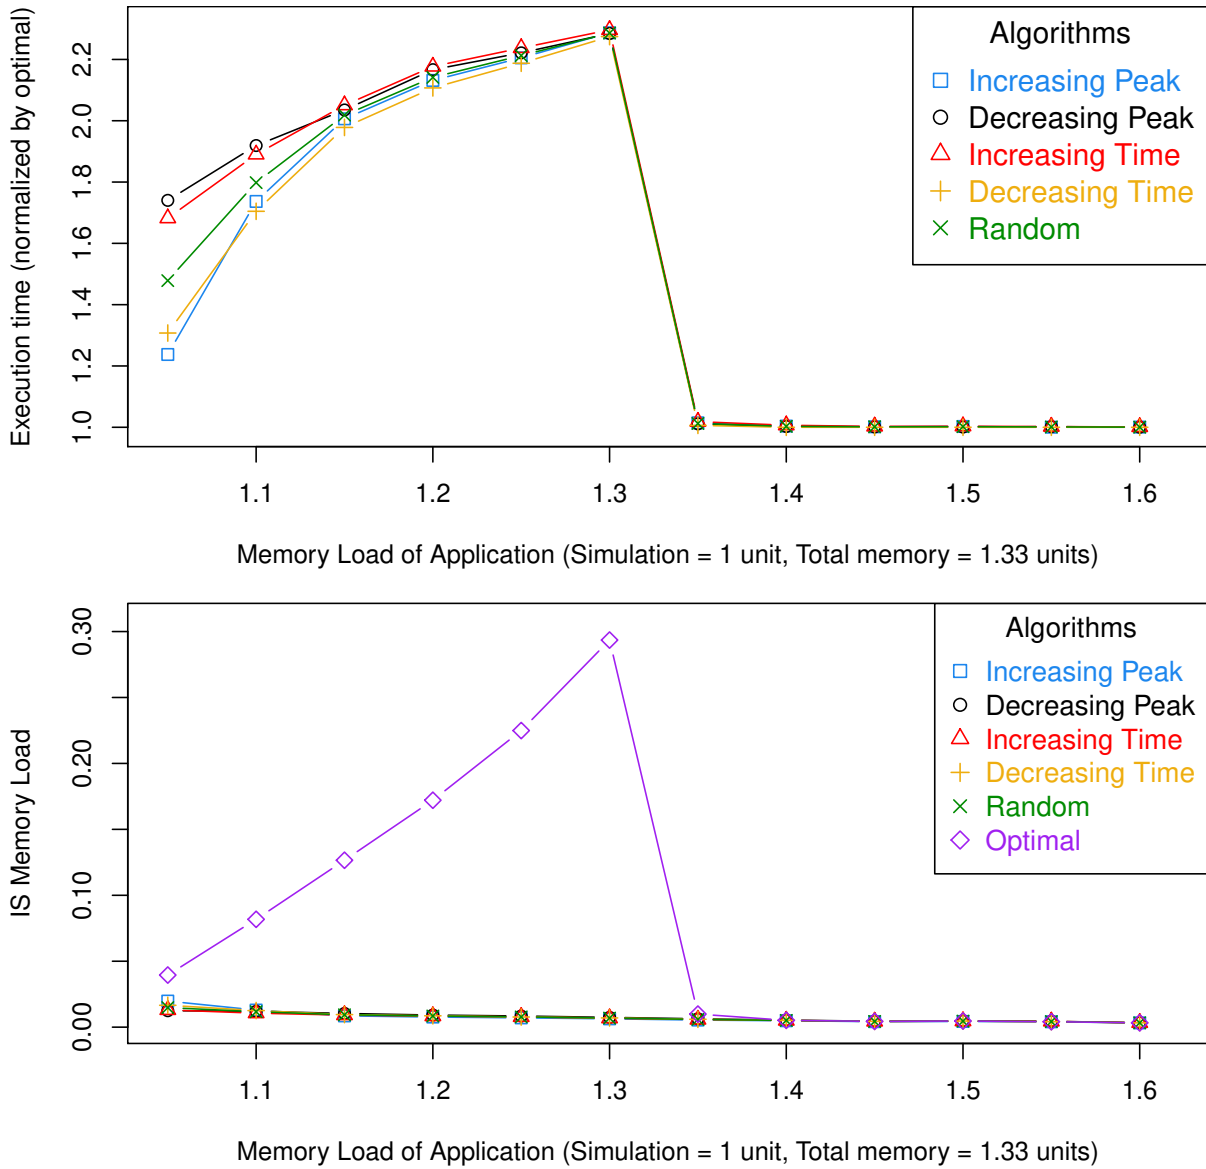 Execution time (normalized by optimal)
2.2
2.0
1.8
1.6
1.4
1.2
1.0
Algorithms
Increasing Peak
Decreasing Peak
Increasing Time
Decreasing Time
Random
1.1 1.2 1.3 1.4 1.5 1.6
Memory Load of Application (Simulation = 1 unit, Total memory = 1.33 units)
IS Memory Load
0.30
0.20
0.10
0.00
Algorithms
Increasing Peak
Decreasing Peak
Increasing Time
Decreasing Time
Random
Optimal
1.1 1.2 1.3 1.4 1.5 1.6
Memory Load of Application (Simulation = 1 unit, Total memory = 1.33 units)